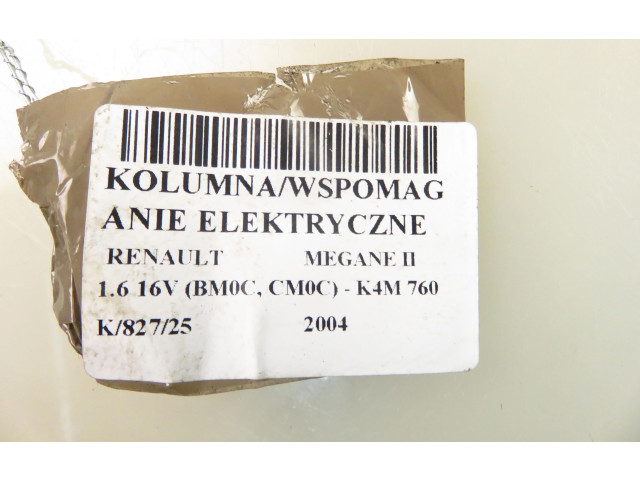 KOLUMNA/WSPOMAG
ANIE ELEKTRYCZNE
RENAULT MEGANE II
1.6 16V (BM0C, CM0C) - K4M 760
K/827/25 2004